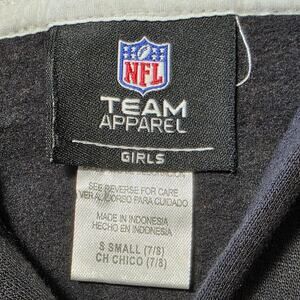 NFL
TEAM
APPAREL
GIRLS
SEE REVERSE FOR CARE
VER AL DORSO PARA CUIDADO
MADE IN INDONESIA
HECHO EN INDONESIA
S SMALL (7/8)
CH CHICO (7/8)